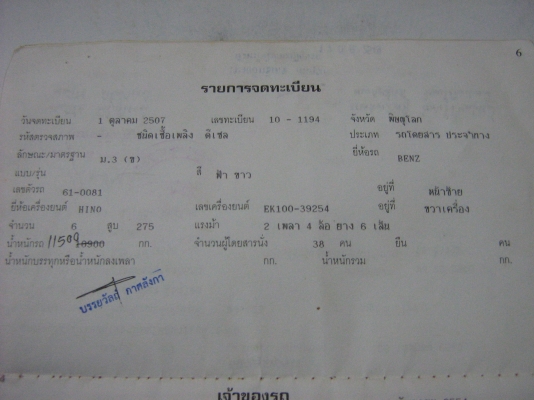 6
รายการจดทะเบียน
วันจดทะเบียน 1 ตุลาคม 2507 เลขทะเบียน 10 - 1194 จังหวัด พิษณุโลก
รหัสตรวจสภาพ - ชนิดเชื้อเพลิง ดีเซล ประเภท รถโดยสาร ประจำทาง
ลักษณะ/มาตรฐาน ม.3 (ข) ยี่ห้อรถ BENZ
แบบ/รุ่น สี ฟ้า ขาว
เลขตัวรถ 61-0081 อยู่ที่ หน้าซ้าย
ยี่ห้อเครื่องยนต์ HINO เลขเครื่องยนต์ EK100-39254 อยู่ที่ ขวาเครื่อง
จำนวน 6 สูบ 275 แรงม้า 2 เพลา 4 ล้อ ยาง 6 เส้น
น้ำหนักรถ 11500 กก. จำนวนผู้โดยสารนั่ง 38 คน ยืน คน
น้ำหนักบรรทุกหรือน้ำหนักลงเพลา กก. น้ำหนักรวม กก.
เจ้าของรถ